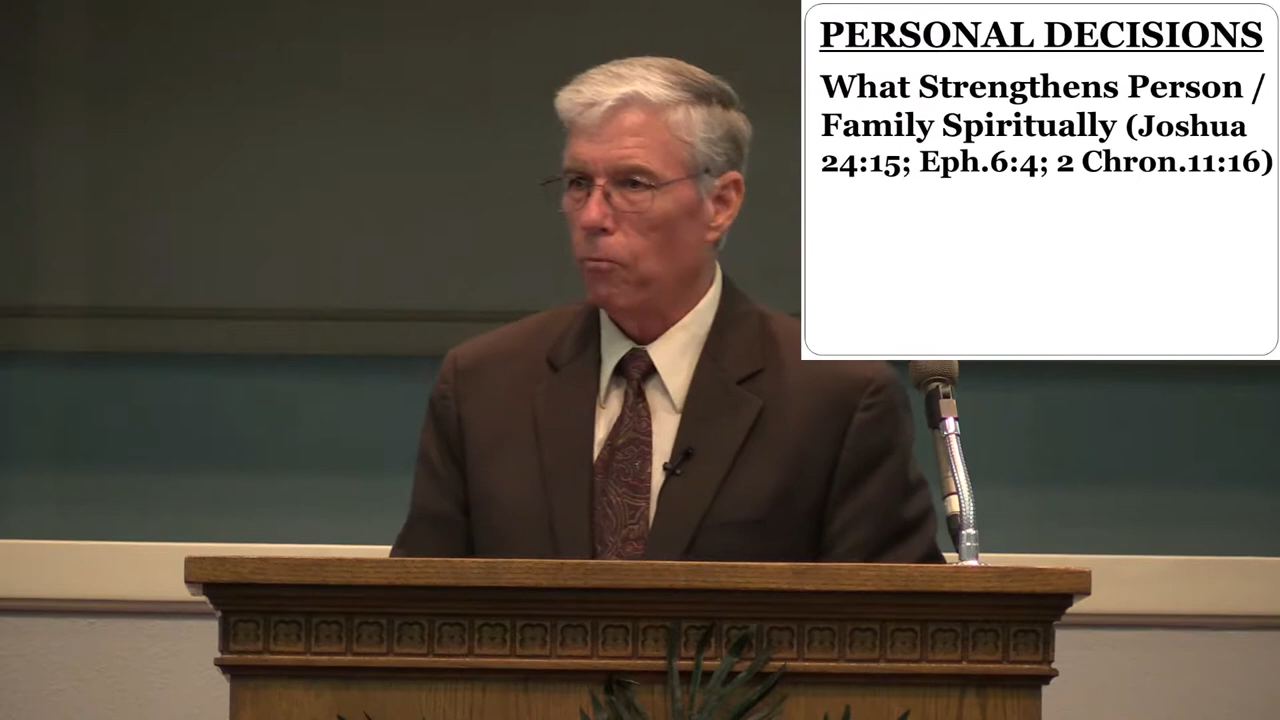 PERSONAL DECISIONS
What Strengthens Person /
Family Spiritually (Joshua
24:15; Eph.6:4; 2 Chron.11:16)